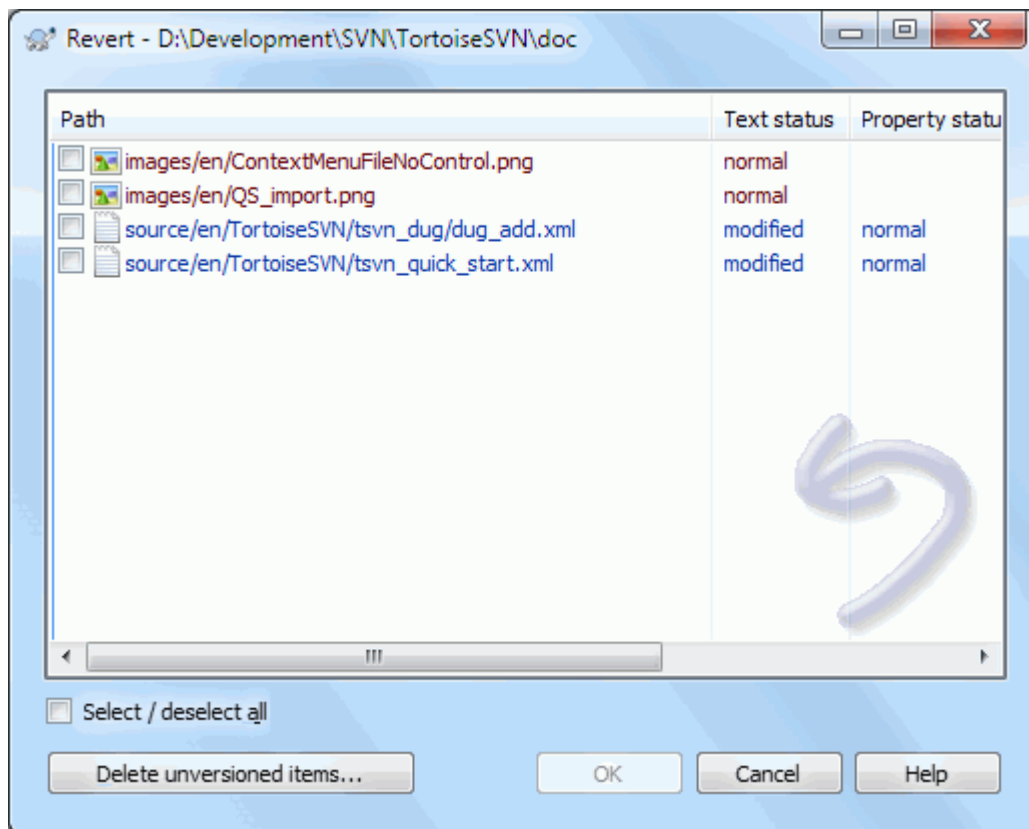 Revert - D:\Development\SVN\TortoiseSVN\doc
Path Text status Property statu
images/en/ContextMenuFileNoControl.png normal
images/en/QS_import.png normal
source/en/TortoiseSVN/tsvn_dug/dug_add.xml modified normal
source/en/TortoiseSVN/tsvn_quick_start.xml modified normal
Select / deselect all
Delete unversioned items... OK Cancel Help